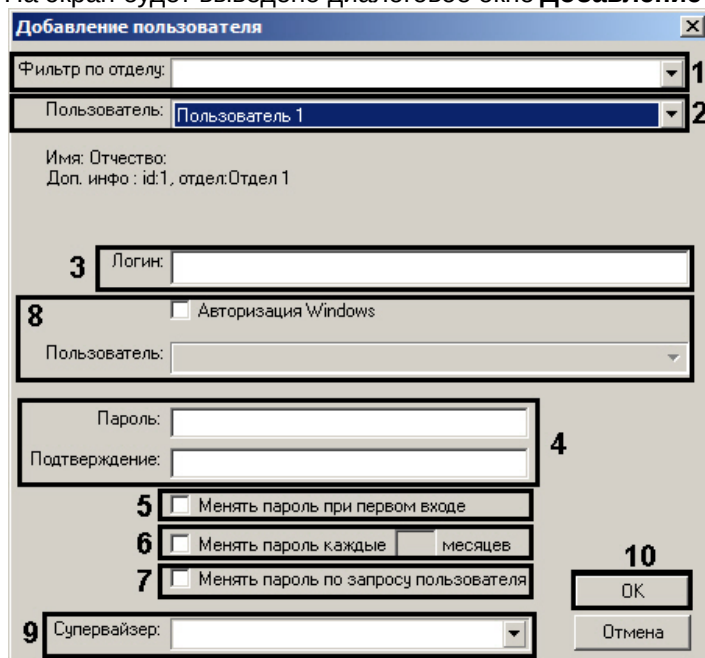 На экран будет выведено диалоговое окно Добавление
Добавление пользователя
Фильтр по отделу: 1
Пользователь: Пользователь 1 2
Имя: Отчество:
Доп. инфо : id:1, отдел:Отдел 1
3 Логин:
8 Авторизация Windows
Пользователь:
Пароль:
4
Подтверждение:
5 Менять пароль при первом входе
6 Менять пароль каждые месяцев
10
7 Менять пароль по запросу пользователя
OK
9 Супервайзер:
Отмена